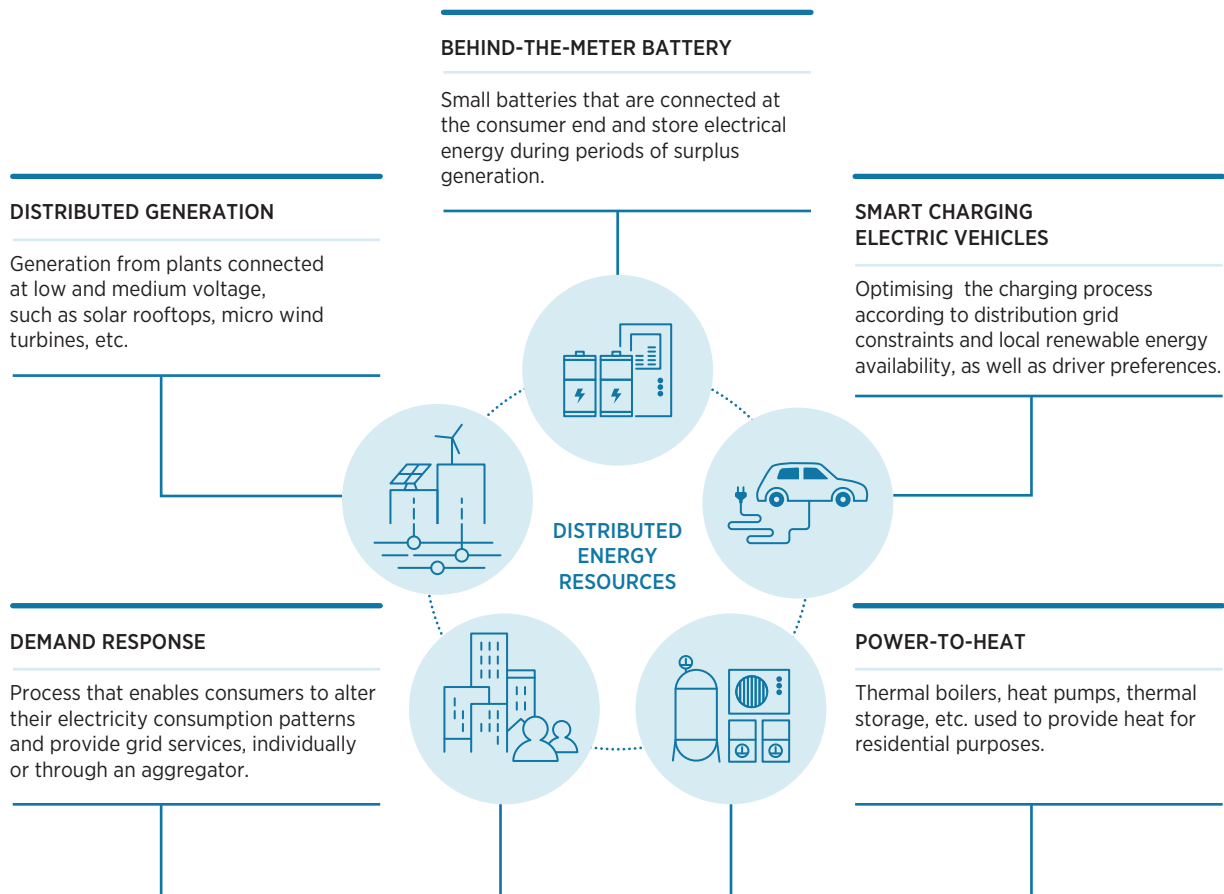 BEHIND-THE-METER BATTERY
Small batteries that are connected at
the consumer end and store electrical
energy during periods of surplus
generation.
DISTRIBUTED GENERATION
Generation from plants connected
at low and medium voltage,
such as solar rooftops, micro wind
turbines, etc.
SMART CHARGING
ELECTRIC VEHICLES
Optimising the charging process
according to distribution grid
constraints and local renewable energy
availability, as well as driver preferences.
DISTRIBUTED
ENERGY
RESOURCES
DEMAND RESPONSE
Process that enables consumers to alter
their electricity consumption patterns
and provide grid services, individually
or through an aggregator.
POWER-TO-HEAT
Thermal boilers, heat pumps, thermal
storage, etc. used to provide heat for
residential purposes.